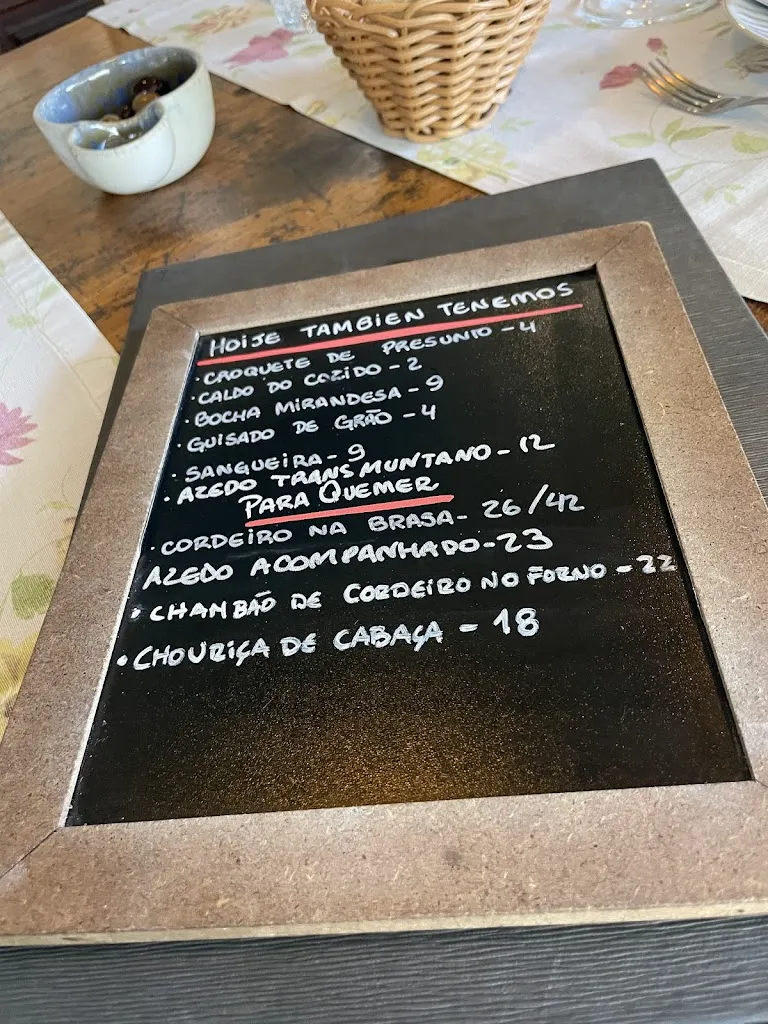 HOIJE TAMBIEN TENEMOS
· CROQUETE DE PRESUNTO - 4
· CALDO DO COZIDO - 2
· BOCHA MIRANDESA - 9
· GUISADO DE GRÃO - 4
· SANGUEIRA - 9
· AZEDO TRANSMUNTANO - 12
PARA QUEMER
· CORDEIRO NA BRASA - 26/42
AZEDO ACOMPANHADO - 23
· CHAMBÃO DE CORDEIRO NO FORNO - 22
· CHOURIÇA DE CABAÇA - 18